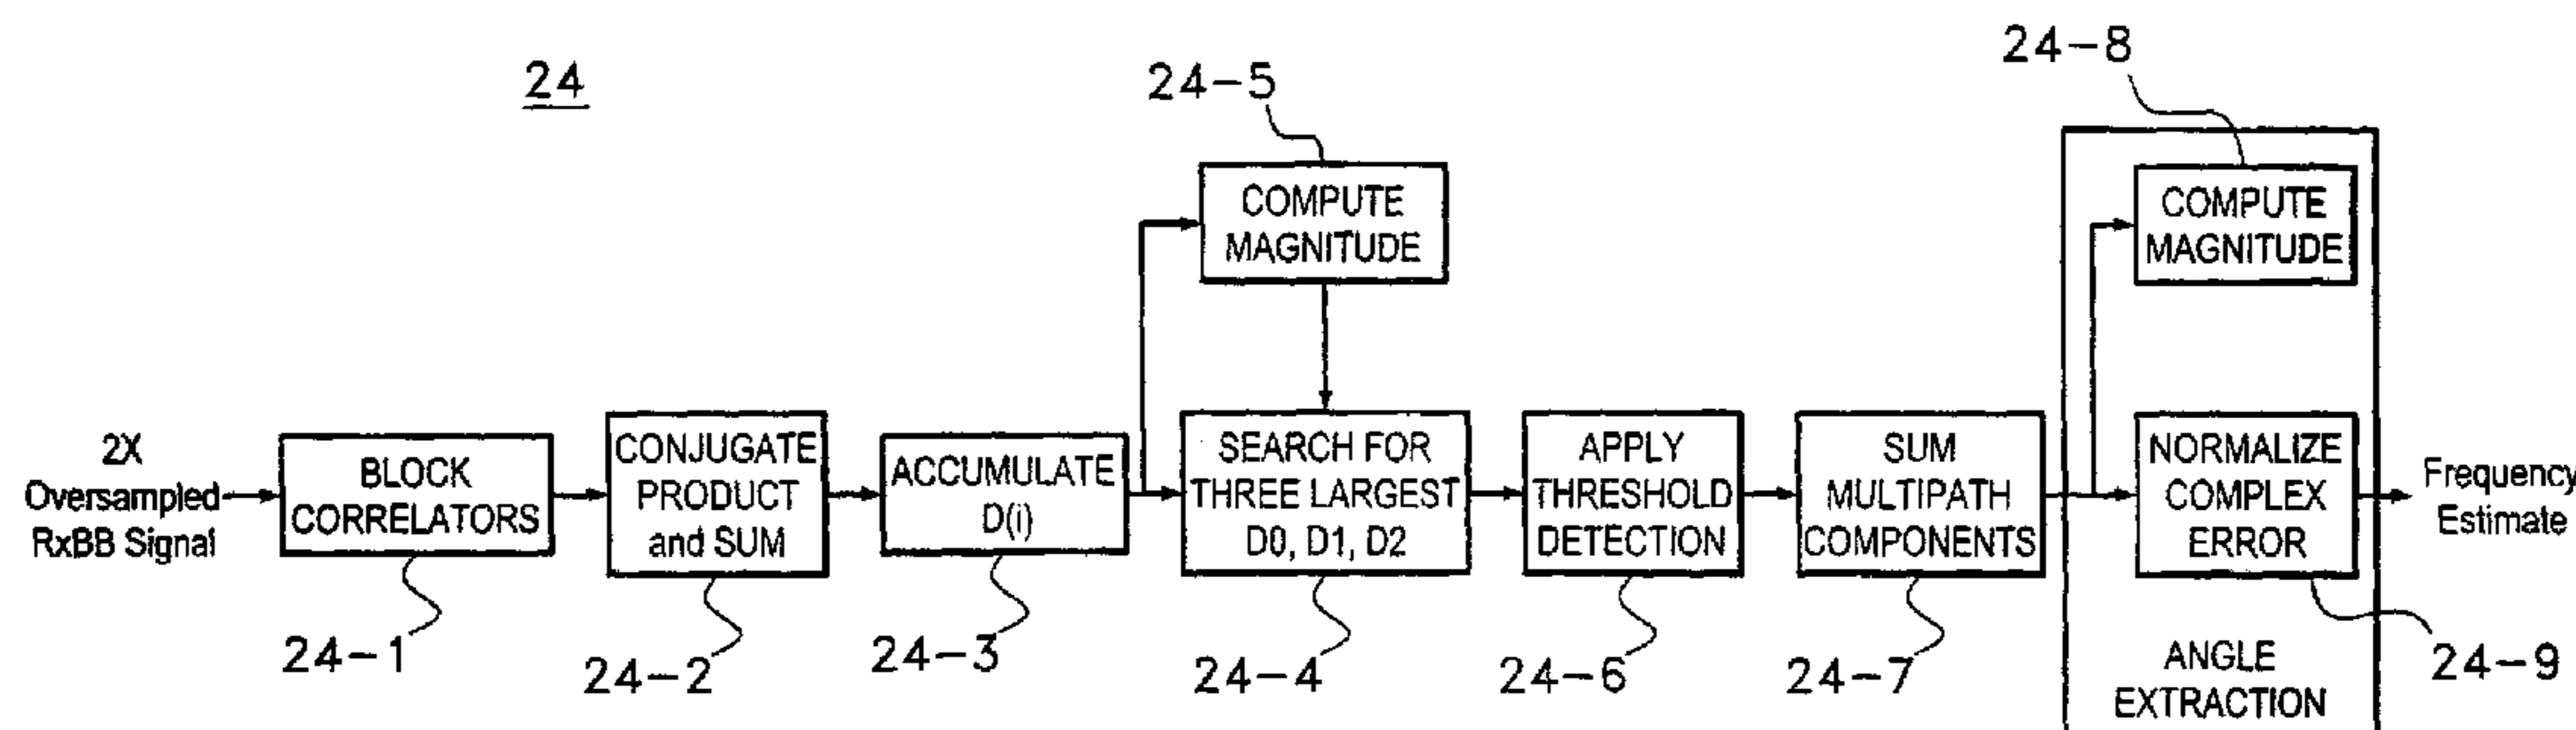 24
24-5
24-8
COMPUTE
MAGNITUDE
COMPUTE
MAGNITUDE
2X
Oversampled
RxBB Signal
BLOCK
CORRELATORS
CONJUGATE
PRODUCT
and SUM
ACCUMULATE
D(i)
SEARCH FOR
THREE LARGEST
D0, D1, D2
APPLY
THRESHOLD
DETECTION
SUM
MULTIPATH
COMPONENTS
NORMALIZE
COMPLEX
ERROR
Frequency
Estimate
24-1
24-2
24-3
24-4
24-6
24-7
24-9
ANGLE
EXTRACTION